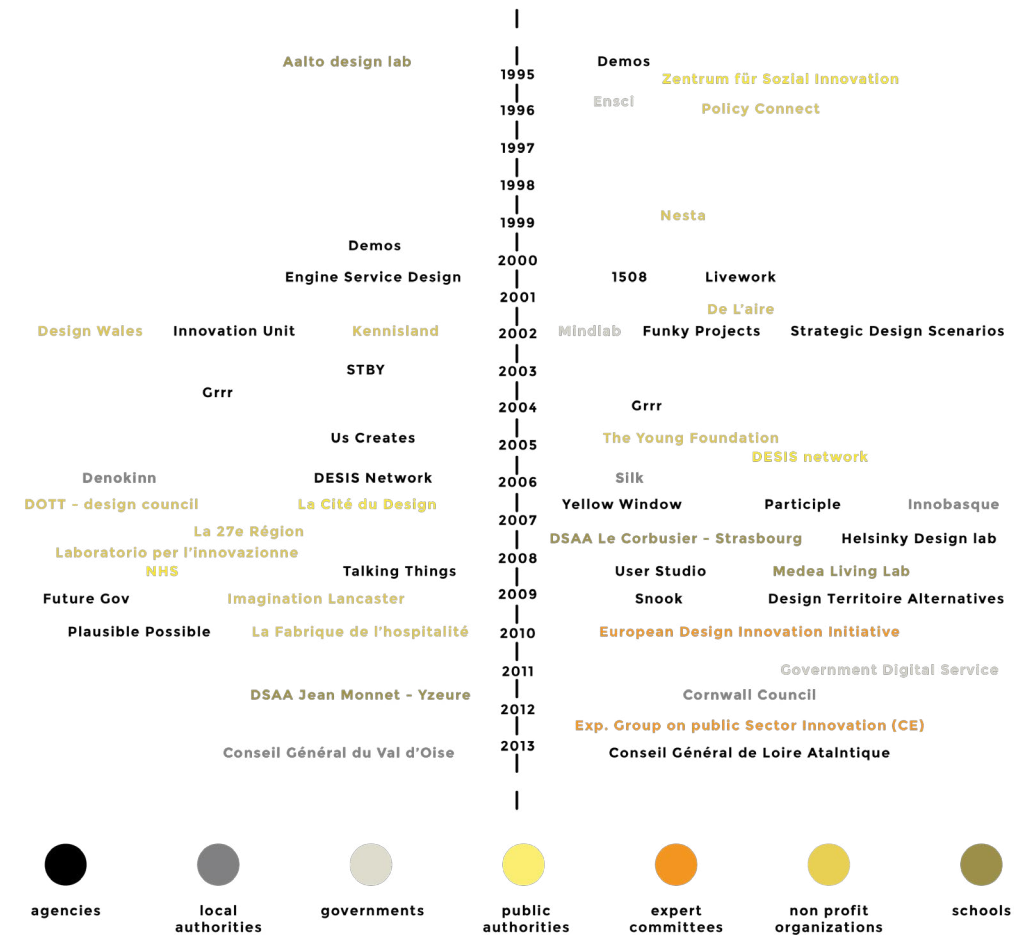 Aalto design lab
Demos
1995
Zentrum für Sozial Innovation
Ensci
1996
Policy Connect
1997
1998
Nesta
1999
Demos
2000
Engine Service Design
1508
Livework
2001
De L'aire
Design Wales
Innovation Unit
Kennisland
2002
Mindlab
Funky Projects
Strategic Design Scenarios
STBY
2003
Grrr
2004
Grrr
Us Creates
2005
The Young Foundation
DESIS network
Denokinn
DESIS Network
2006
Silk
DOTT - design council
La Cité du Design
Yellow Window
Participle
Innobasque
2007
La 27e Région
DSAA Le Corbusier - Strasbourg
Helsinky Design lab
Laboratorio per l'innovazionne
2008
NHS
Talking Things
User Studio
Medea Living Lab
2009
Future Gov
Imagination Lancaster
Snook
Design Territoire Alternatives
Plausible Possible
La Fabrique de l'hospitalité
2010
European Design Innovation Initiative
2011
Government Digital Service
DSAA Jean Monnet - Yzeure
Cornwall Council
2012
Exp. Group on public Sector Innovation (CE)
2013
Conseil Général du Val d'Oise
Conseil Général de Loire Atalntique
agencies
local
authorities
governments
public
authorities
expert
committees
non profit
organizations
schools